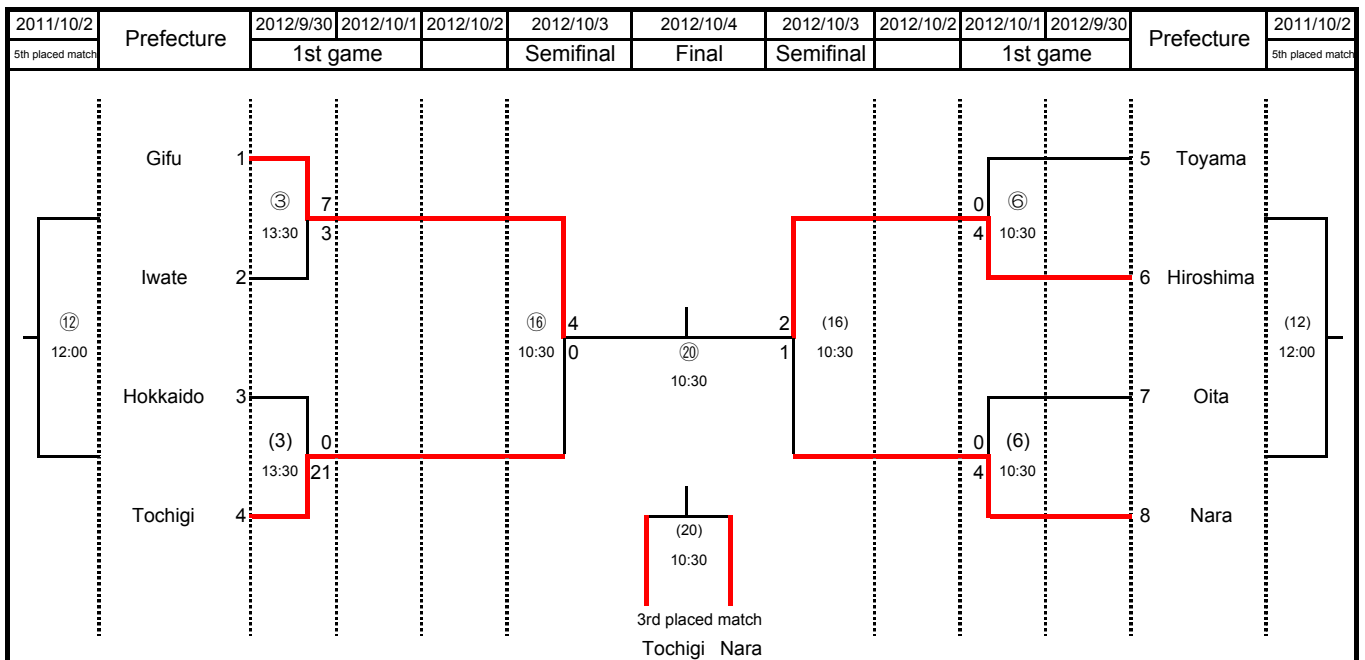 2011/10/2 Prefecture 2012/9/30 2012/10/1 2012/10/2 2012/10/3 2012/10/4 2012/10/3 2012/10/2 2012/10/1 2012/9/30 Prefecture 2011/10/2
5th placed match 1st game Semifinal Final Semifinal 1st game 5th placed match
Gifu 1 5 Toyama
③ 7 0 ⑥
13:30 3 4 10:30
Iwate 2 6 Hiroshima
⑫ ⑯ 4 2 (16) (12)
12:00 10:30 0 ⑳ 1 10:30 12:00
10:30
Hokkaido 3 7 Oita
(3) 0 0 (6)
13:30 21 4 10:30
Tochigi 4 8 Nara
(20)
10:30
3rd placed match
Tochigi Nara